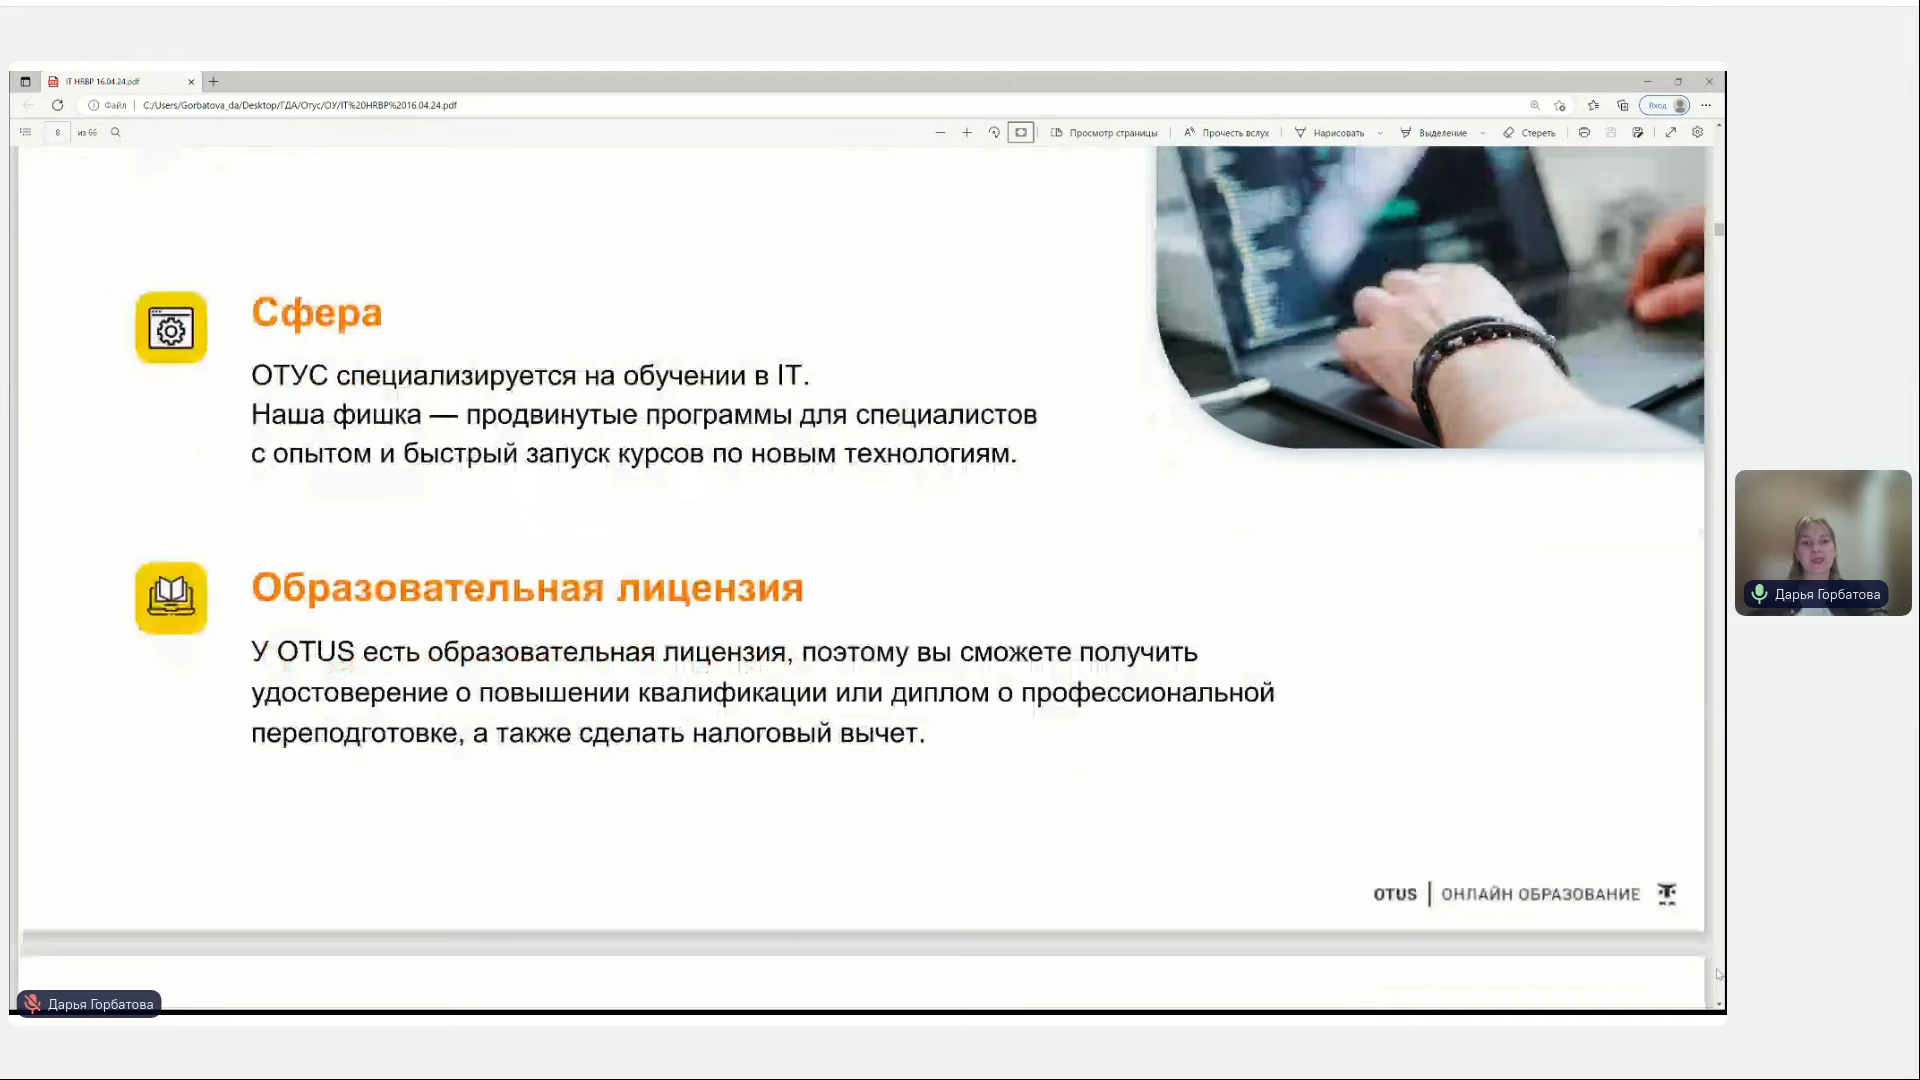 IT HRBP 16.04.24.pdf
Файл
C:/Users/Gorbatova_da/Desktop/ГДА/Отус/ОУ/IT%20HRBP%2016.04.24.pdf
Вход
8 из 66
Просмотр страницы
Прочесть вслух
Нарисовать
Выделение
Стереть
Сфера
ОТУС специализируется на обучении в IT.
Наша фишка — продвинутые программы для специалистов
с опытом и быстрый запуск курсов по новым технологиям.
Образовательная лицензия
У OTUS есть образовательная лицензия, поэтому вы сможете получить
удостоверение о повышении квалификации или диплом о профессиональной
переподготовке, а также сделать налоговый вычет.
OTUS | ОНЛАЙН ОБРАЗОВАНИЕ
Дарья Горбатова
Дарья Горбатова